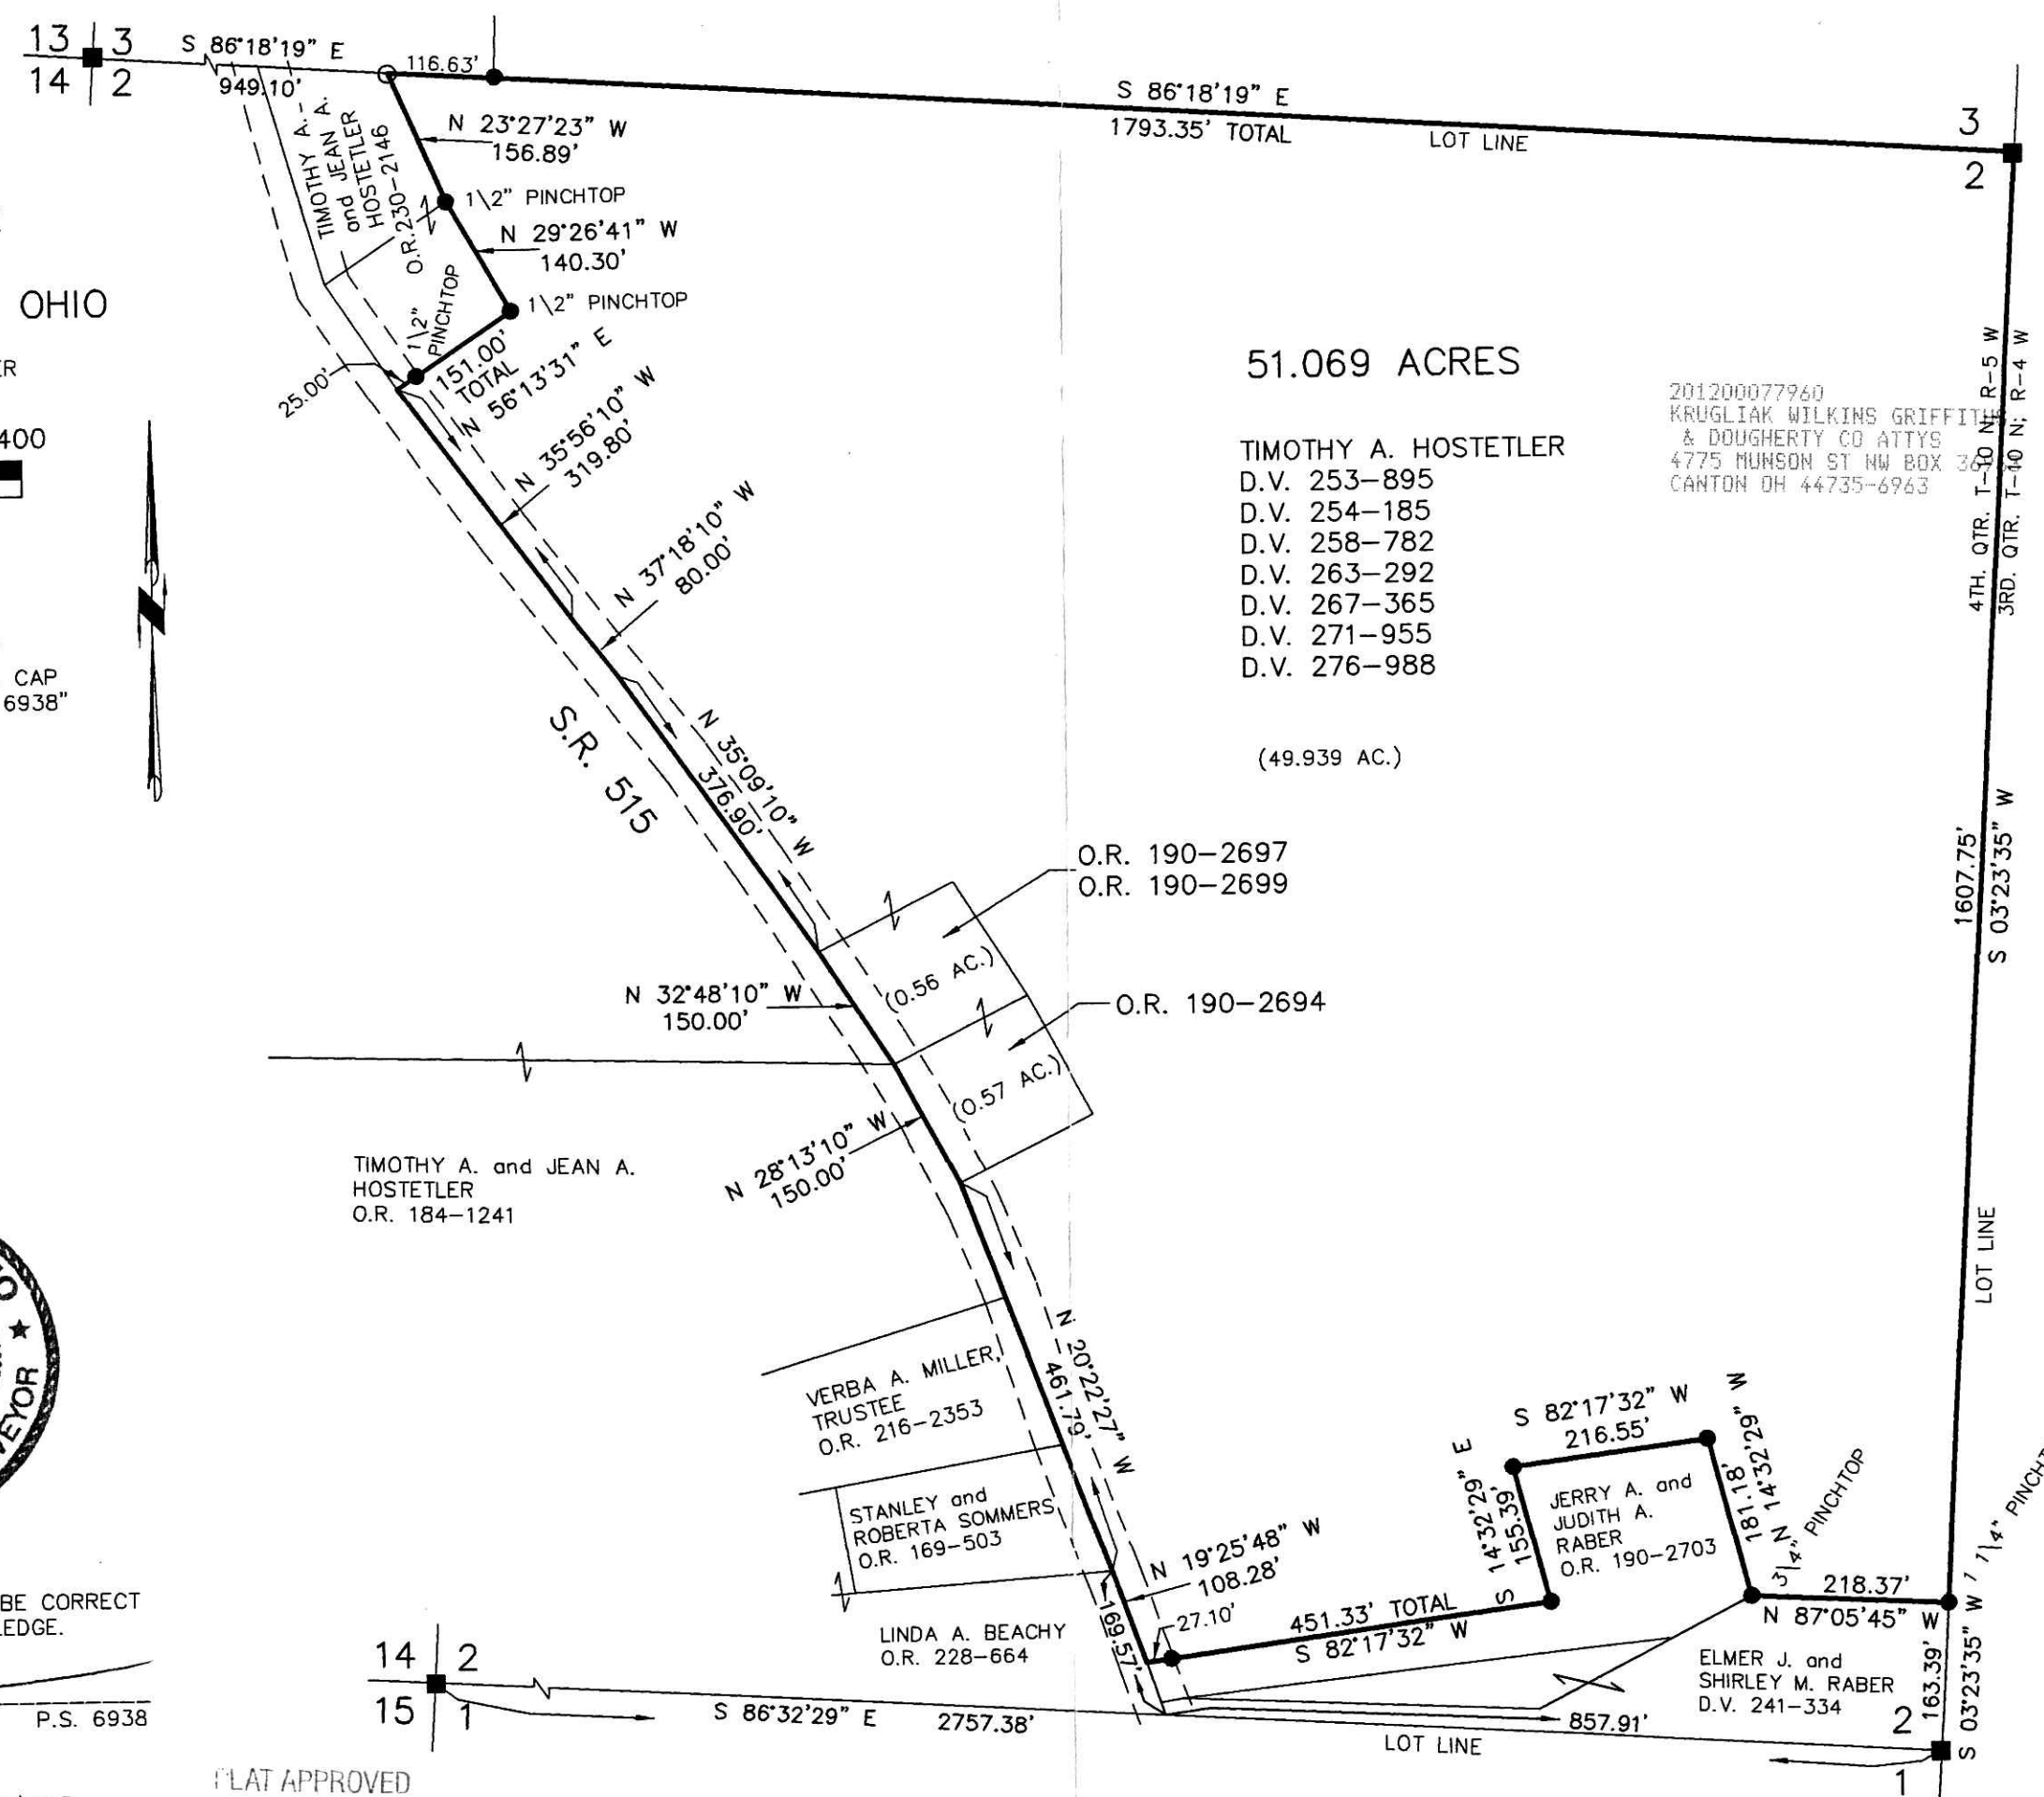 13 3
14 2
S 86°18'19" E
949.10'
116.63'
S 86°18'19" E
1793.35' TOTAL
LOT LINE
3
2
TIMOTHY A.
and JEAN A.
HOSTETLER
O.R. 230-2146
N 23°27'23" W
156.89'
1\2" PINCHTOP
N 29°26'41" W
140.30'
1\2" PINCHTOP
1\2"
PINCHTOP
25.00'
151.00'
TOTAL
N 56°13'31" E
OHIO
400
N 35°56'10" W
319.80'
N 37°18'10" W
80.00'
CAP
6938"
S.R. 515
N 35°09'10" W
376.90'
51.069 ACRES
TIMOTHY A. HOSTETLER
D.V. 253-895
D.V. 254-185
D.V. 258-782
D.V. 263-292
D.V. 267-365
D.V. 271-955
D.V. 276-988
(49.939 AC.)
201200077960
KRUGLIAK WILKINS GRIFFITHS
& DOUGHERTY CO ATTYS
4775 MUNSON ST NW BOX
CANTON OH 44735-6963
4TH. QTR. T-10 N; R-5 W
3RD. QTR. T-10 N; R-4 W
1607.75'
S 03°23'35" W
LOT LINE
O.R. 190-2697
O.R. 190-2699
(0.56 AC.)
O.R. 190-2694
(0.57 AC.)
N 32°48'10" W
150.00'
N 28°13'10" W
150.00'
TIMOTHY A. and JEAN A.
HOSTETLER
O.R. 184-1241
N 20°22'27" W
461.79'
VERBA A. MILLER,
TRUSTEE
O.R. 216-2353
STANLEY and
ROBERTA SOMMERS
O.R. 169-503
LINDA A. BEACHY
O.R. 228-664
N 19°25'48" W
108.28'
169.57'
27.10'
451.33' TOTAL
S 82°17'32" W
S 14°32'29" E
155.39'
S 82°17'32" W
216.55'
JERRY A. and
JUDITH A.
RABER
O.R. 190-2703
N 14°32'29" W
181.18'
3\4" PINCHTOP
218.37'
N 87°05'45" W
ELMER J. and
SHIRLEY M. RABER
D.V. 241-334
163.39'
S 03°23'35" W
14 2
15 1
S 86°32'29" E
2757.38'
857.91'
LOT LINE
2
1
BE CORRECT
P.S. 6938
PLAT APPROVED